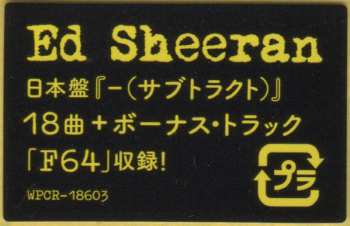 Ed Sheeran
日本盤『-(サブトラクト)』
18曲+ボーナス・トラック
「F64」収録!
プラ
WPCR-18603